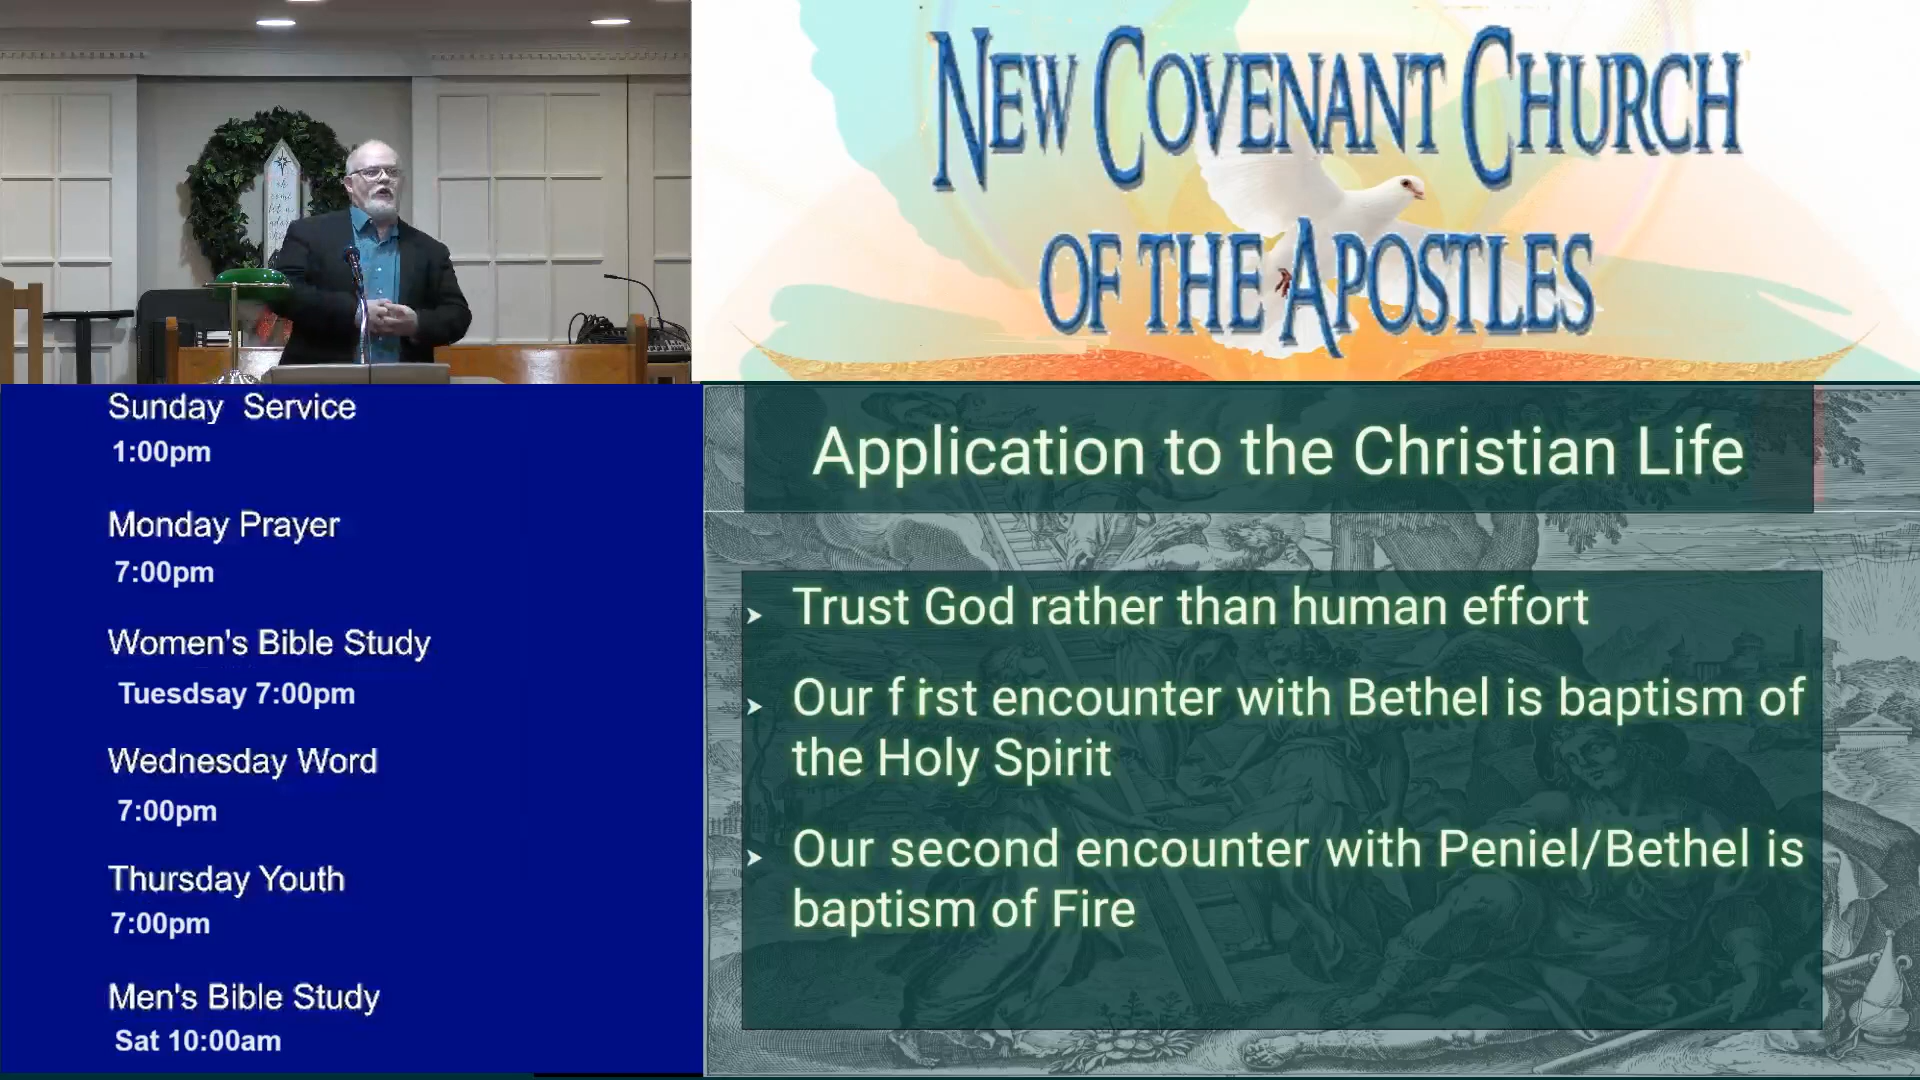 NEW COVENANT CHURCH
OF THE APOSTLES
Sunday Service
1:00pm
Monday Prayer
7:00pm
Women's Bible Study
Tuesdsay 7:00pm
Wednesday Word
7:00pm
Thursday Youth
7:00pm
Men's Bible Study
Sat 10:00am
Application to the Christian Life
➤ Trust God rather than human effort
➤ Our first encounter with Bethel is baptism of
the Holy Spirit
➤ Our second encounter with Peniel/Bethel is
baptism of Fire